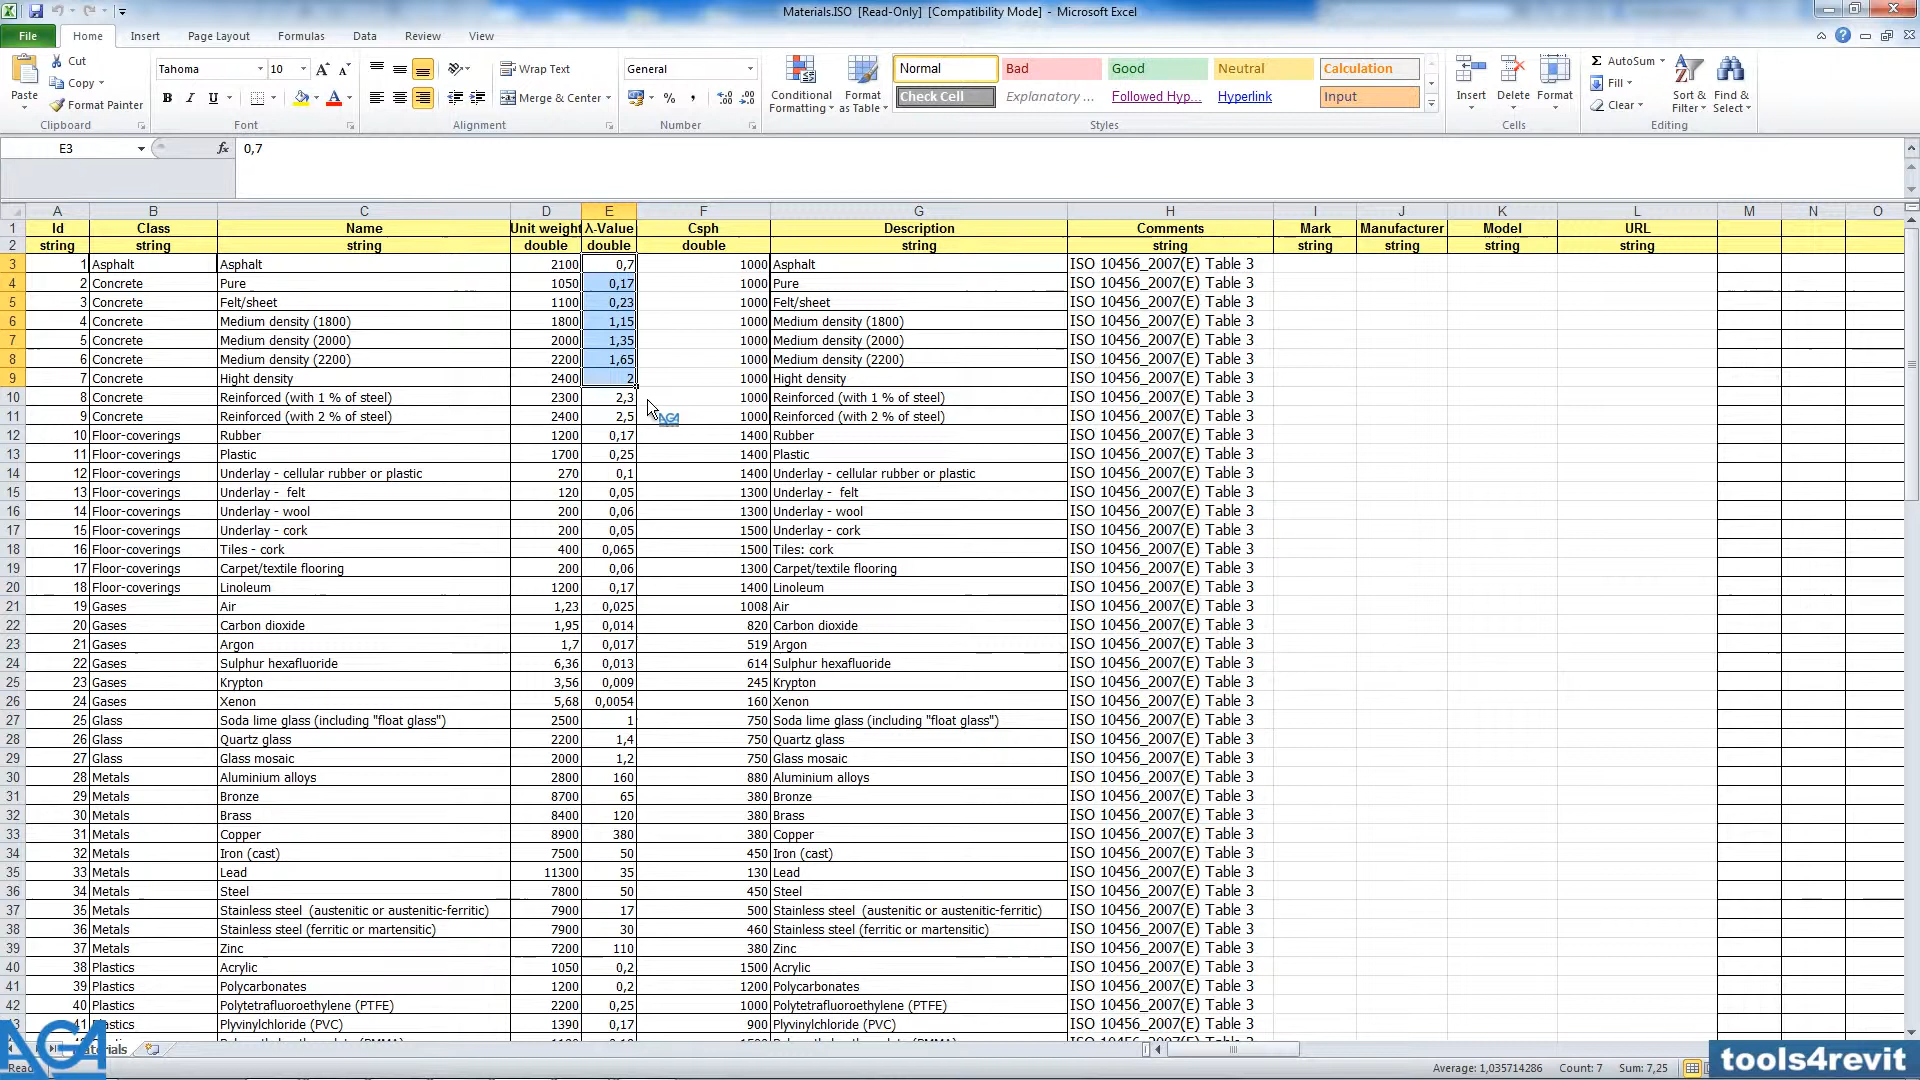 Materials.ISO [Read-Only] [Compatibility Mode] - Microsoft Excel
File Home Insert Page Layout Formulas Data Review View
Paste Cut Copy Format Painter Clipboard
Tahoma 10 B I U A Font
Wrap Text Merge & Center Alignment
General % , Number
Conditional Formatting Format as Table
Normal Bad Good Neutral Calculation
Check Cell Explanatory ... Followed Hyp... Hyperlink Input
Styles
Insert Delete Format Cells
Σ AutoSum Fill Clear Sort & Filter Find & Select Editing
E3 fx 0,7
A B C D E F G H I J K L M N O
1 Id Class Name Unit weight λ-Value Csph Description Comments Mark Manufacturer Model URL
2 string string string double double double string string string string string string
3 1 Asphalt Asphalt 2100 0,7 1000 Asphalt ISO 10456_2007(E) Table 3
4 2 Concrete Pure 1050 0,17 1000 Pure ISO 10456_2007(E) Table 3
5 3 Concrete Felt/sheet 1100 0,23 1000 Felt/sheet ISO 10456_2007(E) Table 3
6 4 Concrete Medium density (1800) 1800 1,15 1000 Medium density (1800) ISO 10456_2007(E) Table 3
7 5 Concrete Medium density (2000) 2000 1,35 1000 Medium density (2000) ISO 10456_2007(E) Table 3
8 6 Concrete Medium density (2200) 2200 1,65 1000 Medium density (2200) ISO 10456_2007(E) Table 3
9 7 Concrete Hight density 2400 2 1000 Hight density ISO 10456_2007(E) Table 3
10 8 Concrete Reinforced (with 1 % of steel) 2300 2,3 1000 Reinforced (with 1 % of steel) ISO 10456_2007(E) Table 3
11 9 Concrete Reinforced (with 2 % of steel) 2400 2,5 1000 Reinforced (with 2 % of steel) ISO 10456_2007(E) Table 3
12 10 Floor-coverings Rubber 1200 0,17 1400 Rubber ISO 10456_2007(E) Table 3
13 11 Floor-coverings Plastic 1700 0,25 1400 Plastic ISO 10456_2007(E) Table 3
14 12 Floor-coverings Underlay - cellular rubber or plastic 270 0,1 1400 Underlay - cellular rubber or plastic ISO 10456_2007(E) Table 3
15 13 Floor-coverings Underlay - felt 120 0,05 1300 Underlay - felt ISO 10456_2007(E) Table 3
16 14 Floor-coverings Underlay - wool 200 0,06 1300 Underlay - wool ISO 10456_2007(E) Table 3
17 15 Floor-coverings Underlay - cork 200 0,05 1500 Underlay - cork ISO 10456_2007(E) Table 3
18 16 Floor-coverings Tiles - cork 400 0,065 1500 Tiles: cork ISO 10456_2007(E) Table 3
19 17 Floor-coverings Carpet/textile flooring 200 0,06 1300 Carpet/textile flooring ISO 10456_2007(E) Table 3
20 18 Floor-coverings Linoleum 1200 0,17 1400 Linoleum ISO 10456_2007(E) Table 3
21 19 Gases Air 1,23 0,025 1008 Air ISO 10456_2007(E) Table 3
22 20 Gases Carbon dioxide 1,95 0,014 820 Carbon dioxide ISO 10456_2007(E) Table 3
23 21 Gases Argon 1,7 0,017 519 Argon ISO 10456_2007(E) Table 3
24 22 Gases Sulphur hexafluoride 6,36 0,013 614 Sulphur hexafluoride ISO 10456_2007(E) Table 3
25 23 Gases Krypton 3,56 0,009 245 Krypton ISO 10456_2007(E) Table 3
26 24 Gases Xenon 5,68 0,0054 160 Xenon ISO 10456_2007(E) Table 3
27 25 Glass Soda lime glass (including "float glass") 2500 1 750 Soda lime glass (including "float glass") ISO 10456_2007(E) Table 3
28 26 Glass Quartz glass 2200 1,4 750 Quartz glass ISO 10456_2007(E) Table 3
29 27 Glass Glass mosaic 2000 1,2 750 Glass mosaic ISO 10456_2007(E) Table 3
30 28 Metals Aluminium alloys 2800 160 880 Aluminium alloys ISO 10456_2007(E) Table 3
31 29 Metals Bronze 8700 65 380 Bronze ISO 10456_2007(E) Table 3
32 30 Metals Brass 8400 120 380 Brass ISO 10456_2007(E) Table 3
33 31 Metals Copper 8900 380 380 Copper ISO 10456_2007(E) Table 3
34 32 Metals Iron (cast) 7500 50 450 Iron (cast) ISO 10456_2007(E) Table 3
35 33 Metals Lead 11300 35 130 Lead ISO 10456_2007(E) Table 3
36 34 Metals Steel 7800 50 450 Steel ISO 10456_2007(E) Table 3
37 35 Metals Stainless steel (austenitic or austenitic-ferritic) 7900 17 500 Stainless steel (austenitic or austenitic-ferritic) ISO 10456_2007(E) Table 3
38 36 Metals Stainless steel (ferritic or martensitic) 7900 30 460 Stainless steel (ferritic or martensitic) ISO 10456_2007(E) Table 3
39 37 Metals Zinc 7200 110 380 Zinc ISO 10456_2007(E) Table 3
40 38 Plastics Acrylic 1050 0,2 1500 Acrylic ISO 10456_2007(E) Table 3
41 39 Plastics Polycarbonates 1200 0,2 1200 Polycarbonates ISO 10456_2007(E) Table 3
42 40 Plastics Polytetrafluoroethylene (PTFE) 2200 0,25 1000 Polytetrafluoroethylene (PTFE) ISO 10456_2007(E) Table 3
41 Plyvinylchloride (PVC) 1390 0,17 900 Plyvinylchloride (PVC) ISO 10456_2007(E) Table 3
AGA
tools4revit
Average: 1,035714286 Count: 7 Sum: 7,25